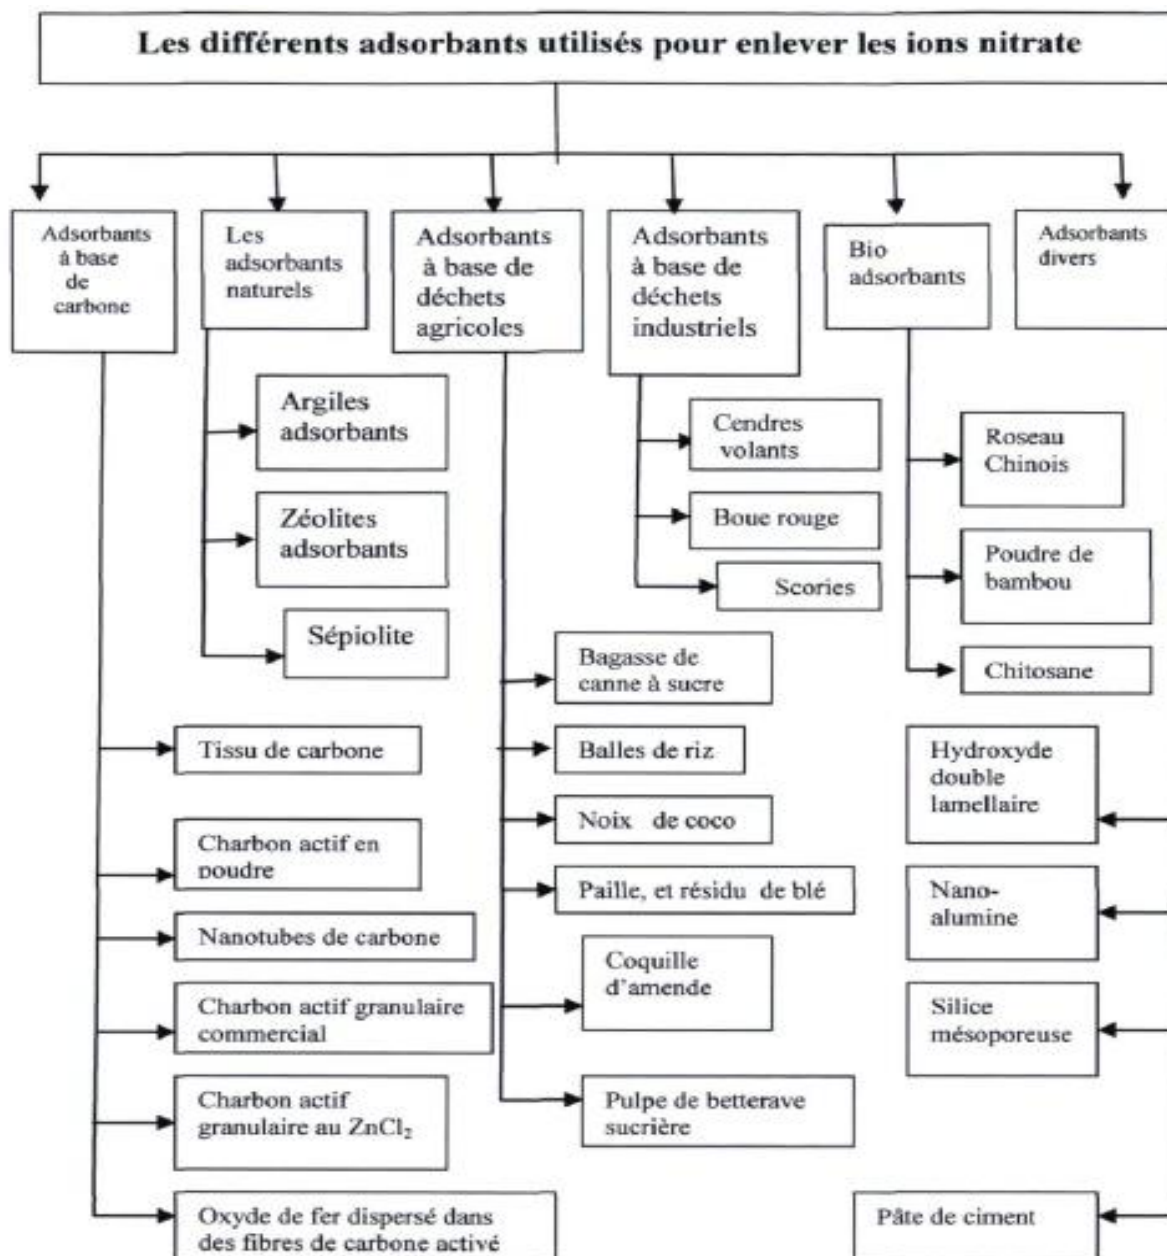 Les différents adsorbants utilisés pour enlever les ions nitrate
Adsorbants
à base
de
carbone
Les
adsorbants
naturels
Adsorbants
à base de
déchets
agricoles
Adsorbants
à base de
déchets
industriels
Bio
adsorbants
Adsorbants
divers
Argiles
adsorbants
Zéolites
adsorbants
Sépiolite
Cendres
volants
Boue rouge
Scories
Roseau
Chinois
Poudre de
bambou
Chitosane
Bagasse de
canne à sucre
Balles de riz
Noix de coco
Paille, et résidu de blé
Coquille
d'amende
Pulpe de betterave
sucrière
Tissu de carbone
Charbon actif en
poudre
Nanotubes de carbone
Charbon actif granulaire
commercial
Charbon actif
granulaire au ZnCl₂
Oxyde de fer dispersé dans
des fibres de carbone activé
Hydroxyde
double
lamellaire
Nano-
alumine
Silice
mésoporeuse
Pâte de ciment